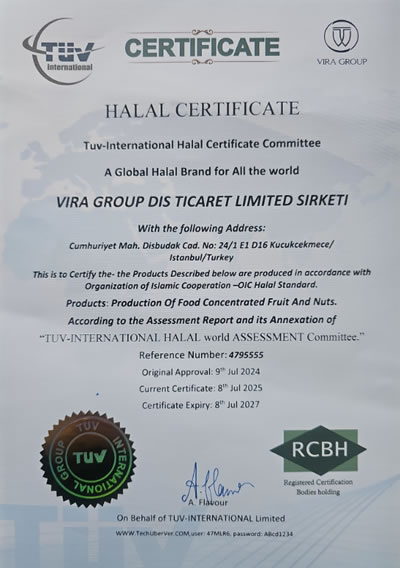 TÜV
International
CERTIFICATE
VIRA GROUP
HALAL CERTIFICATE
Tuv-International Halal Certificate Committee
A Global Halal Brand for All the world
VIRA GROUP DIS TICARET LIMITED SIRKETI
With the following Address:
Cumhuriyet Mah. Disbudak Cad. No: 24/1 E1 D16 Kucukcekmece/
Istanbul/Turkey
This is to Certify the- the Products Described below are produced in accordance with
Organization of Islamic Cooperation –OIC Halal Standard.
Products: Production Of Food Concentrated Fruit And Nuts.
According to the Assessment Report and its Annexation of
“TUV-INTERNATIONAL HALAL world ASSESSMENT Committee.”
Reference Number: 4795555
Original Approval: 9th Jul 2024
Current Certificate: 8th Jul 2025
Certificate Expiry: 8th Jul 2027
TUV
INTERNATIONAL
GROUP
TUV
RCBH
Registered Certification
Bodies holding
A. Flavour
On Behalf of TUV-INTERNATIONAL Limited
WWW.TechUberVer.COM,user: 47MLR6, password: ABcd1234